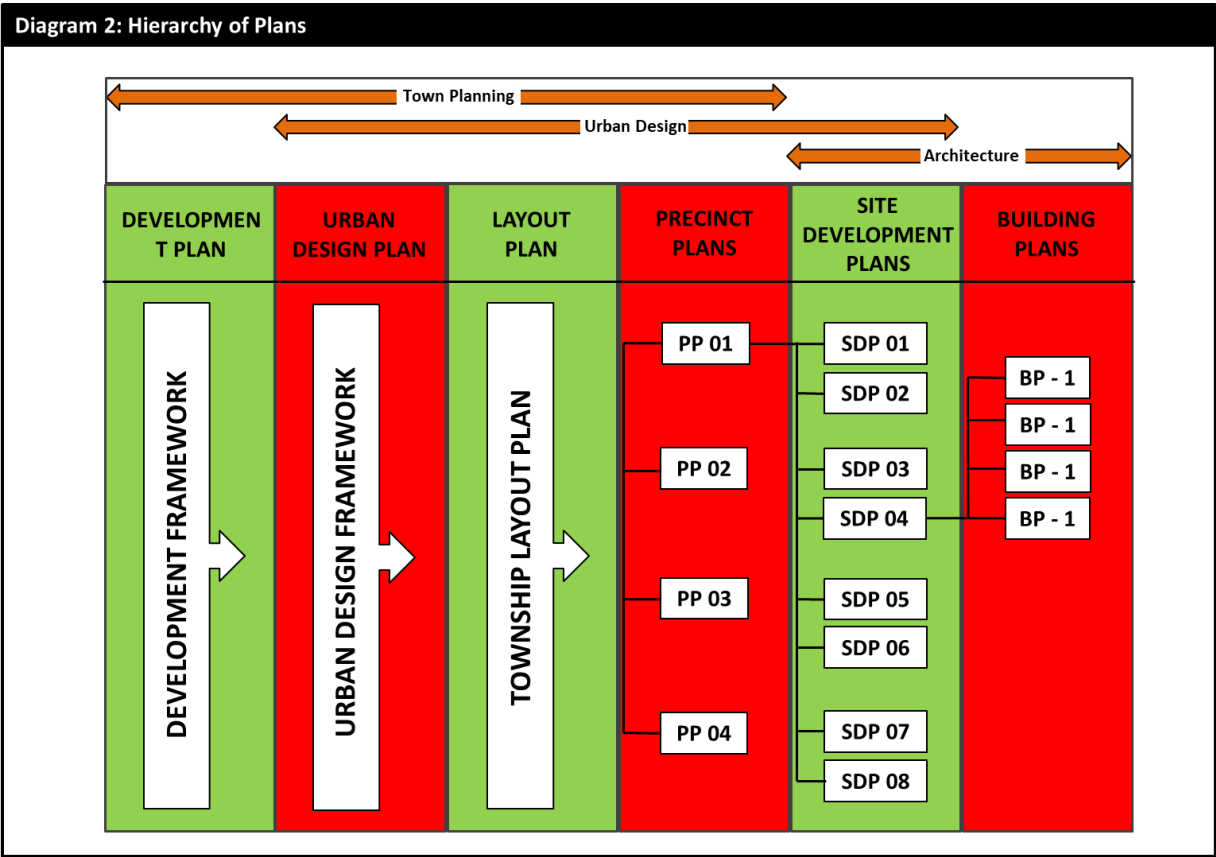 Diagram 2: Hierarchy of Plans
Town Planning
Urban Design
Architecture
DEVELOPMEN
T PLAN
URBAN
DESIGN PLAN
LAYOUT
PLAN
PRECINCT
PLANS
SITE
DEVELOPMENT
PLANS
BUILDING
PLANS
DEVELOPMENT FRAMEWORK
URBAN DESIGN FRAMEWORK
TOWNSHIP LAYOUT PLAN
PP 01
PP 02
PP 03
PP 04
SDP 01
SDP 02
SDP 03
SDP 04
SDP 05
SDP 06
SDP 07
SDP 08
BP - 1
BP - 1
BP - 1
BP - 1